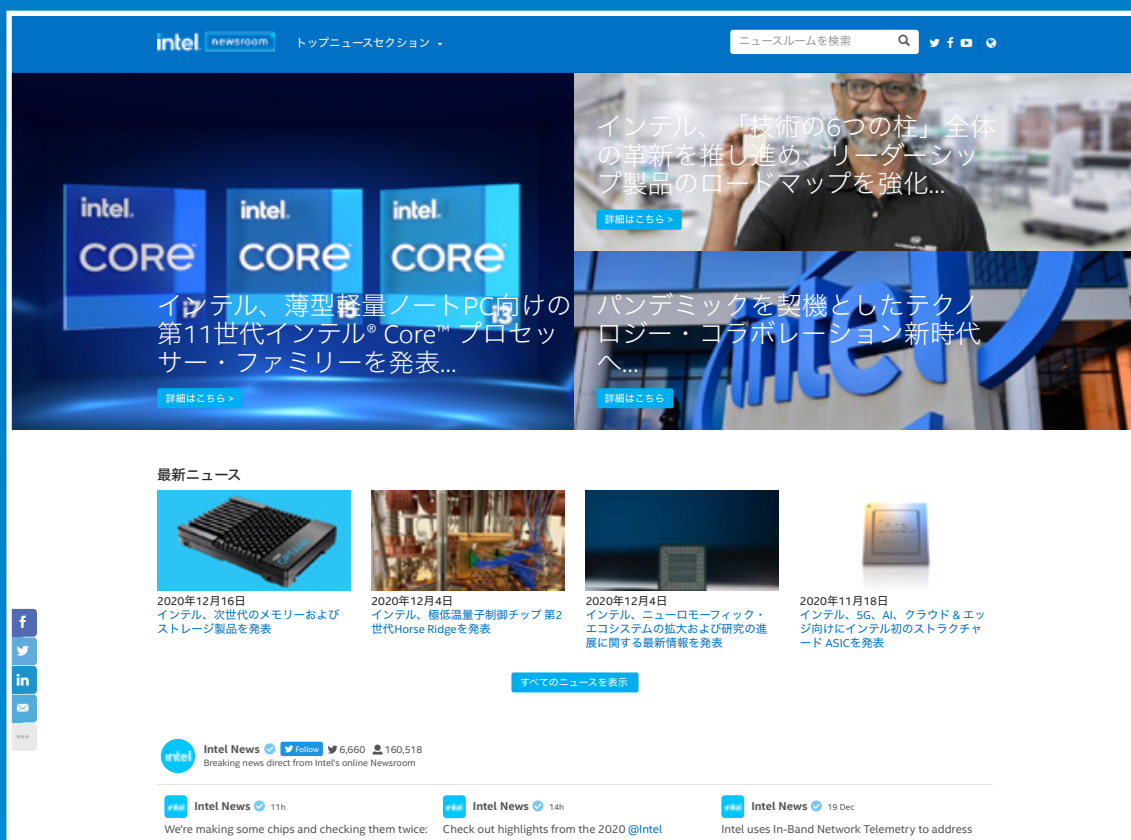 intel newsroom
トップニュースセクション
ニュースルームを検索
intel.
CORE
i7
intel.
CORE
i5
intel.
CORE
i3
インテル、薄型軽量ノートPC向けの
第11世代インテル® Core™ プロセッ
サー・ファミリーを発表...
詳細はこちら >
インテル、「技術の6つの柱」全体
の革新を推し進め、リーダーシッ
プ製品のロードマップを強化...
詳細はこちら >
intel
パンデミックを契機としたテクノ
ロジー・コラボレーション新時代
へ...
詳細はこちら
最新ニュース
2020年12月16日
インテル、次世代のメモリーおよび
ストレージ製品を発表
2020年12月4日
インテル、極低温量子制御チップ 第2
世代Horse Ridgeを発表
2020年12月4日
インテル、ニューロモーフィック・
エコシステムの拡大および研究の進
展に関する最新情報を発表
2020年11月18日
インテル、5G、AI、クラウド & エッ
ジ向けにインテル初のストラクチャ
ード ASICを発表
すべてのニュースを表示
intel
Intel News Follow 6,660 160,518
Breaking news direct from Intel's online Newsroom
Intel News 11h
We're making some chips and checking them twice:
Intel News 14h
Check out highlights from the 2020 @Intel
Intel News 19 Dec
Intel uses In-Band Network Telemetry to address